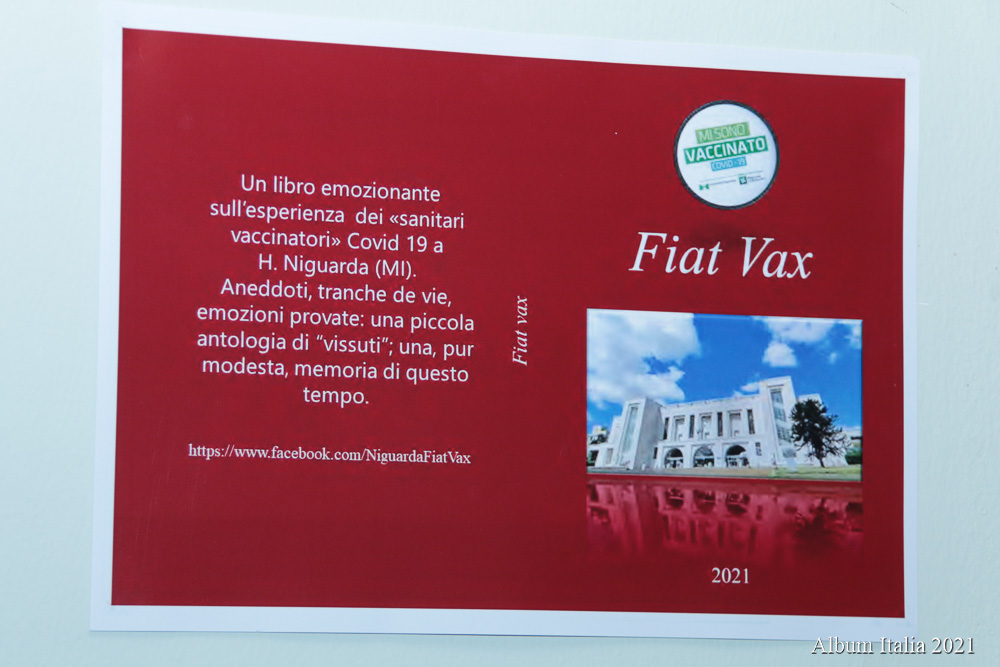 Un libro emozionante
sull'esperienza dei «sanitari
vaccinatori» Covid 19 a
H. Niguarda (MI).
Aneddoti, tranche de vie,
emozioni provate: una piccola
antologia di “vissuti”; una, pur
modesta, memoria di questo
tempo.
https://www.facebook.com/NiguardaFiatVax
Fiat vax
MI SONO
VACCINATO
COVID-19
Fiat Vax
2021
Album Italia 2021